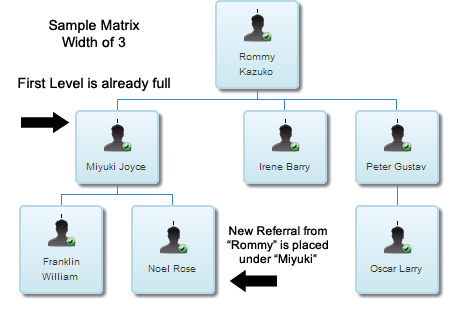 Sample Matrix
Width of 3
Rommy
Kazuko
First Level is already full
Miyuki Joyce
Irene Barry
Peter Gustav
Franklin
William
Noel Rose
New Referral from
“Rommy” is placed
under “Miyuki”
Oscar Larry